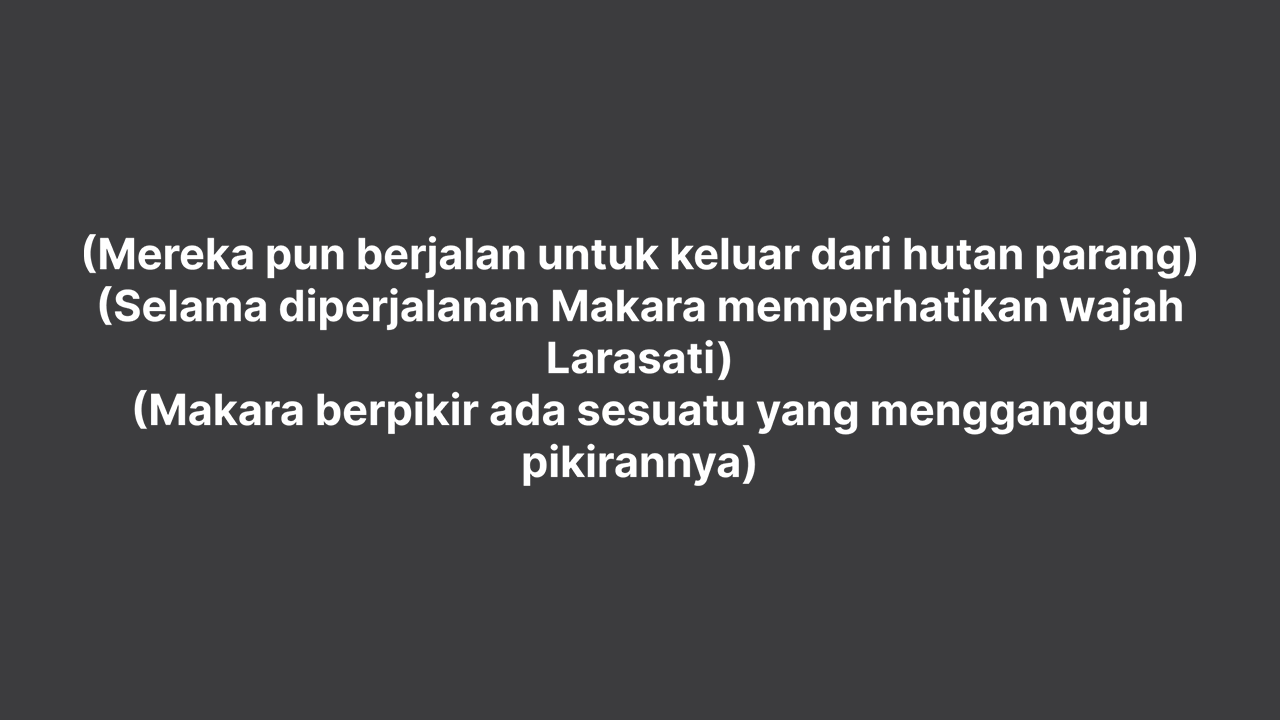 (Mereka pun berjalan untuk keluar dari hutan parang)
(Selama diperjalanan Makara memperhatikan wajah
Larasati)
(Makara berpikir ada sesuatu yang mengganggu
pikirannya)